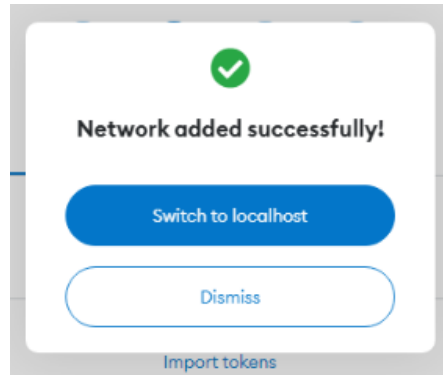 Network added successfully!
Switch to localhost
Dismiss
Import tokens